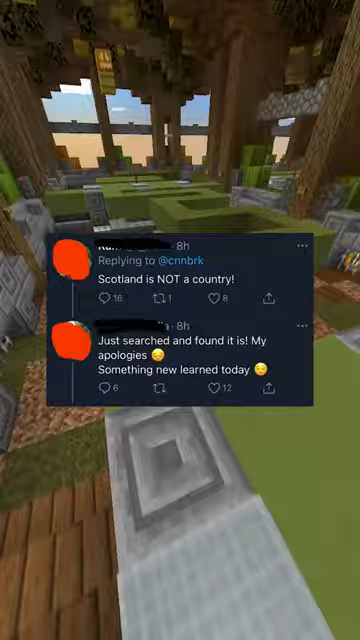 · 8h
Replying to @cnnbrk
Scotland is NOT a country!
16 1 8
· 8h
Just searched and found it is! My
apologies 😔
Something new learned today 😌
6 12